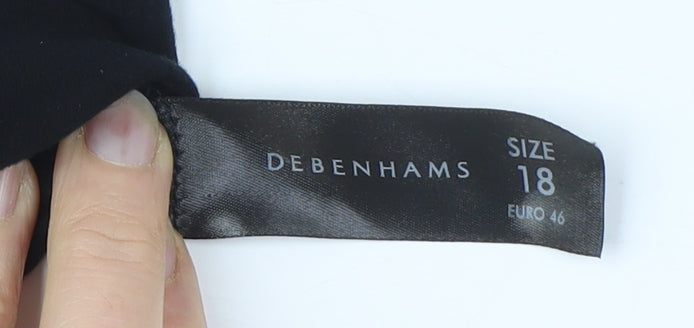 DEBENHAMS
SIZE
18
EURO 46